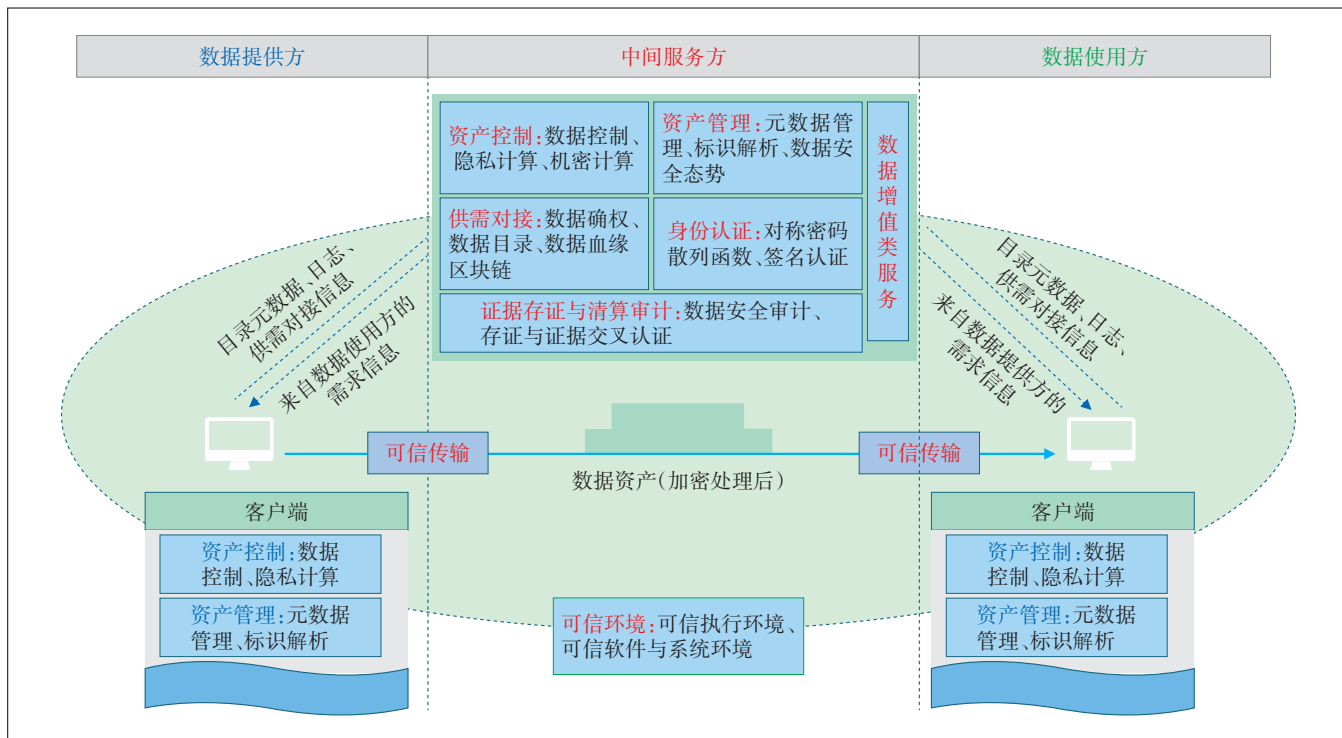 数据提供方
中间服务方
数据使用方
资产控制:数据控制、
隐私计算、机密计算
资产管理:元数据管
理、标识解析、数据安
全态势
供需对接:数据确权、
数据目录、数据血缘
区块链
身份认证:对称密码
散列函数、签名认证
证据存证与清算审计:数据安全审计、
存证与证据交叉认证
数据增值类服务
目录元数据、日志、
供需对接信息
来自数据使用方的
需求信息
目录元数据、日志、
供需对接信息
来自数据提供方的
需求信息
可信传输
可信传输
数据资产(加密处理后)
客户端
资产控制:数据
控制、隐私计算
资产管理:元数据
管理、标识解析
可信环境:可信执行环境、
可信软件与系统环境
客户端
资产控制:数据
控制、隐私计算
资产管理:元数据
管理、标识解析